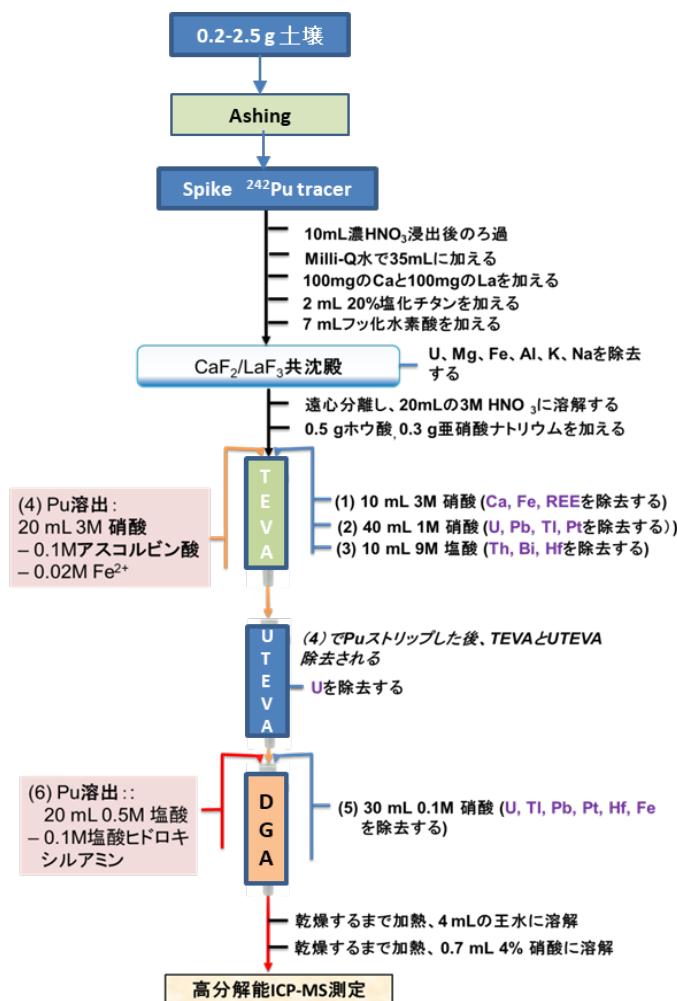 0.2-2.5 g 土壌
Ashing
Spike ²⁴²Pu tracer
10mL濃HNO₃浸出後のろ過
Milli-Q水で35mLに加える
100mgのCaと100mgのLaを加える
2 mL 20%塩化チタンを加える
7 mLフッ化水素酸を加える
CaF₂/LaF₃共沈殿
U、Mg、Fe、Al、K、Naを除去
する
遠心分離し、20mLの3M HNO ₃に溶解する
0.5 gホウ酸, 0.3 g亜硝酸ナトリウムを加える
TEVA
(1) 10 mL 3M 硝酸 (Ca, Fe, REEを除去する)
(2) 40 mL 1M 硝酸 (U, Pb, Tl, Ptを除去する))
(3) 10 mL 9M 塩酸 (Th, Bi, Hfを除去する)
(4) Pu溶出:
20 mL 3M 硝酸
– 0.1Mアスコルビン酸
– 0.02M Fe²⁺
UTEVA
(4) でPuストリップした後、TEVAとUTEVA
除去される
Uを除去する
DGA
(5) 30 mL 0.1M 硝酸 (U, Tl, Pb, Pt, Hf, Fe
を除去する)
(6) Pu溶出::
20 mL 0.5M 塩酸
– 0.1M塩酸ヒドロキ
シルアミン
乾燥するまで加熱、4 mLの王水に溶解
乾燥するまで加熱、0.7 mL 4% 硝酸に溶解
高分解能ICP-MS測定